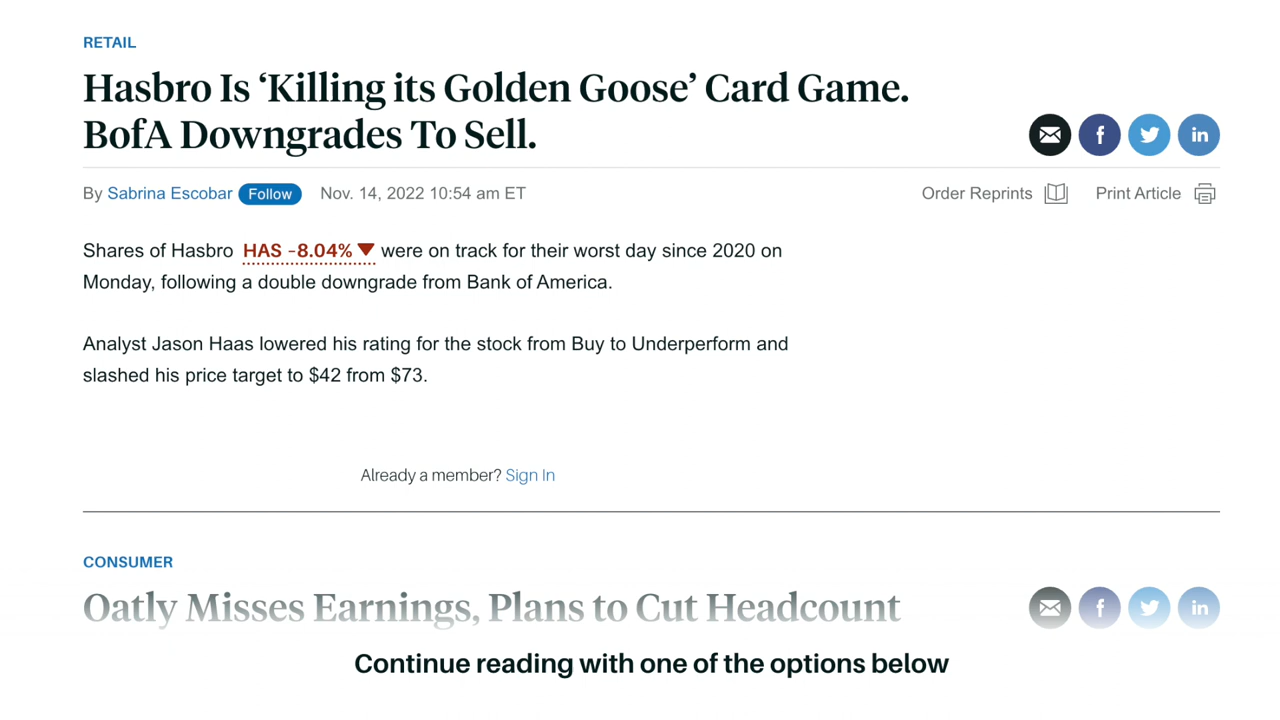 RETAIL
Hasbro Is ‘Killing its Golden Goose’ Card Game.
BofA Downgrades To Sell.
By Sabrina Escobar Follow Nov. 14, 2022 10:54 am ET
Order Reprints Print Article
Shares of Hasbro HAS -8.04% ▼ were on track for their worst day since 2020 on
Monday, following a double downgrade from Bank of America.
Analyst Jason Haas lowered his rating for the stock from Buy to Underperform and
slashed his price target to $42 from $73.
Already a member? Sign In
CONSUMER
Oatly Misses Earnings, Plans to Cut Headcount
Continue reading with one of the options below